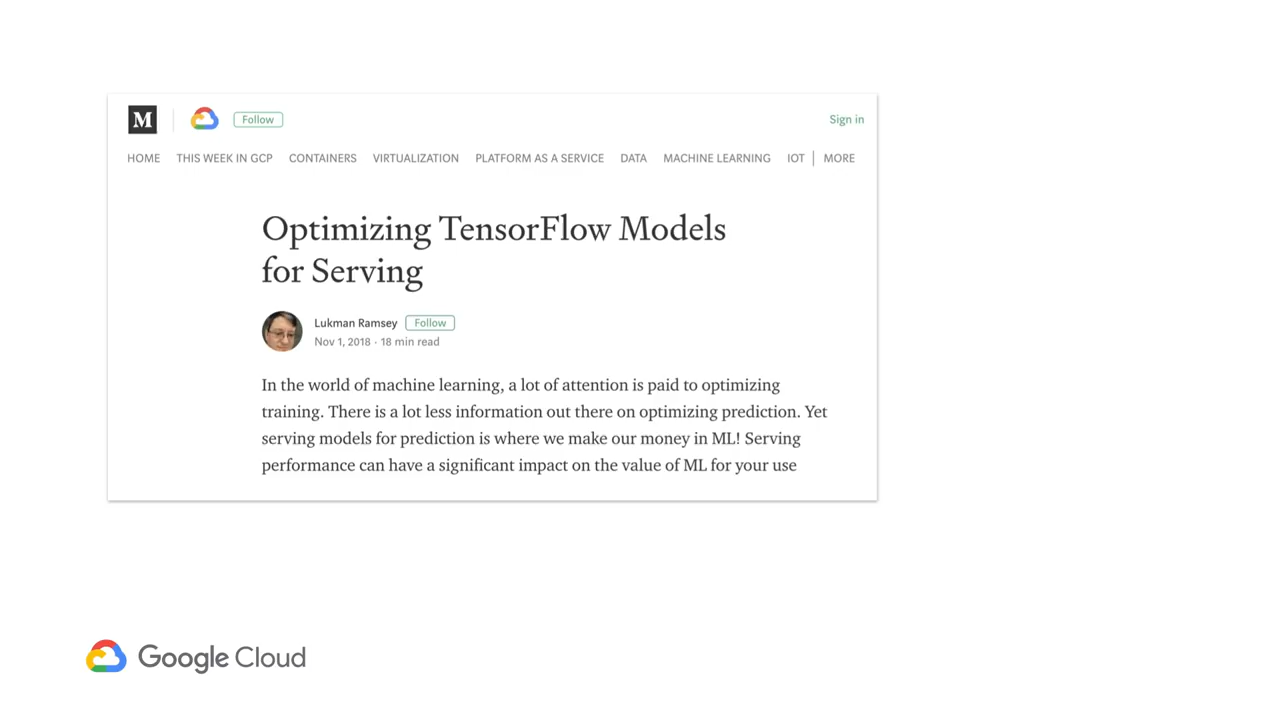 M Follow Sign in
HOME THIS WEEK IN GCP CONTAINERS VIRTUALIZATION PLATFORM AS A SERVICE DATA MACHINE LEARNING IOT | MORE
Optimizing TensorFlow Models
for Serving
Lukman Ramsey Follow
Nov 1, 2018 · 18 min read
In the world of machine learning, a lot of attention is paid to optimizing
training. There is a lot less information out there on optimizing prediction. Yet
serving models for prediction is where we make our money in ML! Serving
performance can have a significant impact on the value of ML for your use
Google Cloud